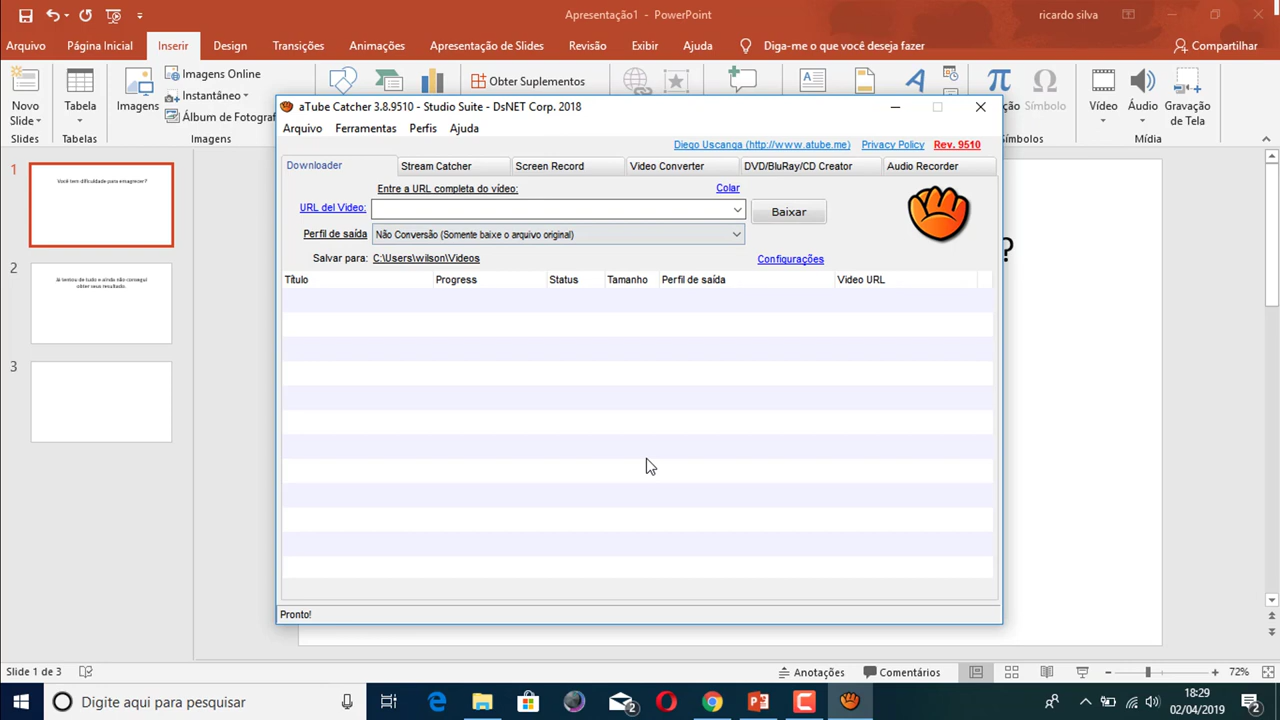 Apresentação1 - PowerPoint
ricardo silva
Arquivo
Página Inicial
Inserir
Design
Transições
Animações
Apresentação de Slides
Revisão
Exibir
Ajuda
Diga-me o que você deseja fazer
Compartilhar
Novo
Slide
Slides
Tabela
Tabelas
Imagens
Imagens Online
Instantâneo
Álbum de Fotograf
Imagens
Obter Suplementos
Símbolo
Vídeo
Áudio
Gravação
de Tela
Mídia
aTube Catcher 3.8.9510 - Studio Suite - DsNET Corp. 2018
Arquivo
Ferramentas
Perfis
Ajuda
Diego Uscanga (http://www.atube.me)
Privacy Policy
Rev. 9510
Downloader
Stream Catcher
Screen Record
Video Converter
DVD/BluRay/CD Creator
Audio Recorder
Entre a URL completa do vídeo:
Colar
URL del Video:
Baixar
Perfil de saída
Não Conversão (Somente baixe o arquivo original)
Salvar para:
C:\Users\wilson\Videos
Configurações
Título
Progress
Status
Tamanho
Perfil de saída
Video URL
Pronto!
1
Você tem dificuldade para emagrecer?
2
Já tentou de tudo e ainda não consegui
obter seus resultado.
3
?
Slide 1 de 3
Anotações
Comentários
72%
Digite aqui para pesquisar
2
18:29
02/04/2019
2